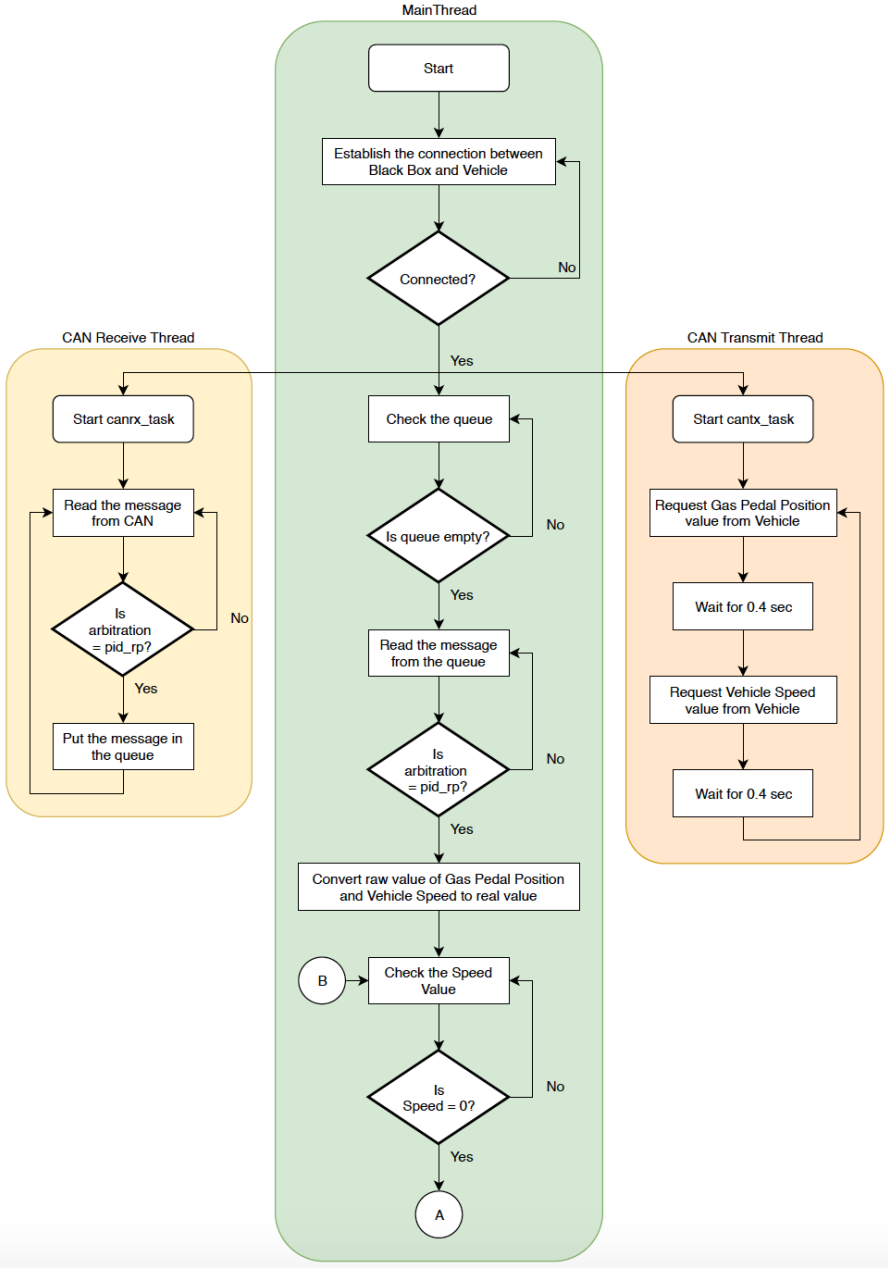 MainThread
Start
Establish the connection between
Black Box and Vehicle
Connected?
No
Yes
CAN Receive Thread
Start canrx_task
Read the message
from CAN
Is
arbitration
= pid_rp?
No
Yes
Put the message in
the queue
Check the queue
Is queue empty?
No
Yes
Read the message
from the queue
Is
arbitration
= pid_rp?
No
Yes
Convert raw value of Gas Pedal Position
and Vehicle Speed to real value
B
Check the Speed
Value
Is
Speed = 0?
No
Yes
A
CAN Transmit Thread
Start cantx_task
Request Gas Pedal Position
value from Vehicle
Wait for 0.4 sec
Request Vehicle Speed
value from Vehicle
Wait for 0.4 sec